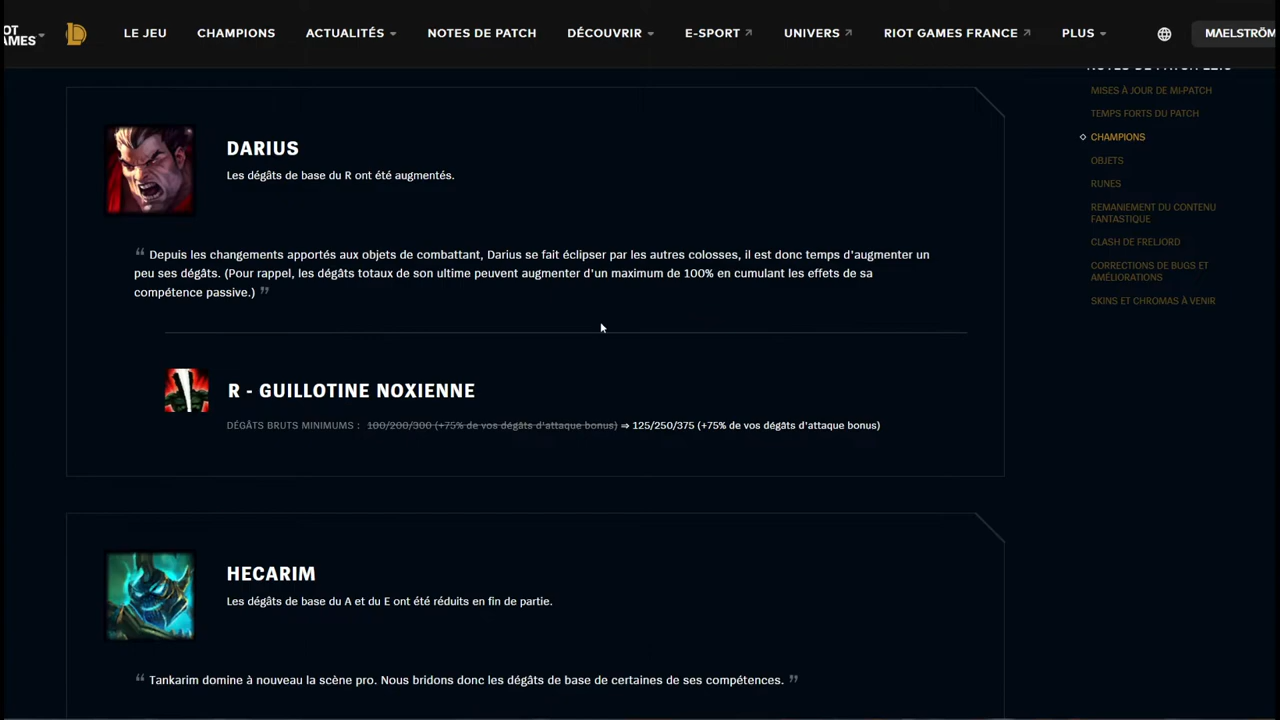 LE JEU CHAMPIONS ACTUALITÉS NOTES DE PATCH DÉCOUVRIR E-SPORT UNIVERS RIOT GAMES FRANCE PLUS MΛELSTRÖM
MISES À JOUR DE MI-PATCH
TEMPS FORTS DU PATCH
CHAMPIONS
OBJETS
RUNES
REMANIEMENT DU CONTENU
FANTASTIQUE
CLASH DE FRELJORD
CORRECTIONS DE BUGS ET
AMÉLIORATIONS
SKINS ET CHROMAS À VENIR
DARIUS
Les dégâts de base du R ont été augmentés.
“ Depuis les changements apportés aux objets de combattant, Darius se fait éclipser par les autres colosses, il est donc temps d'augmenter un
peu ses dégâts. (Pour rappel, les dégâts totaux de son ultime peuvent augmenter d'un maximum de 100% en cumulant les effets de sa
compétence passive.) ”
R - GUILLOTINE NOXIENNE
DÉGÂTS BRUTS MINIMUMS : 100/200/300 (+75% de vos dégâts d'attaque bonus) ⇒ 125/250/375 (+75% de vos dégâts d'attaque bonus)
HECARIM
Les dégâts de base du A et du E ont été réduits en fin de partie.
“ Tankarim domine à nouveau la scène pro. Nous bridons donc les dégâts de base de certaines de ses compétences. ”